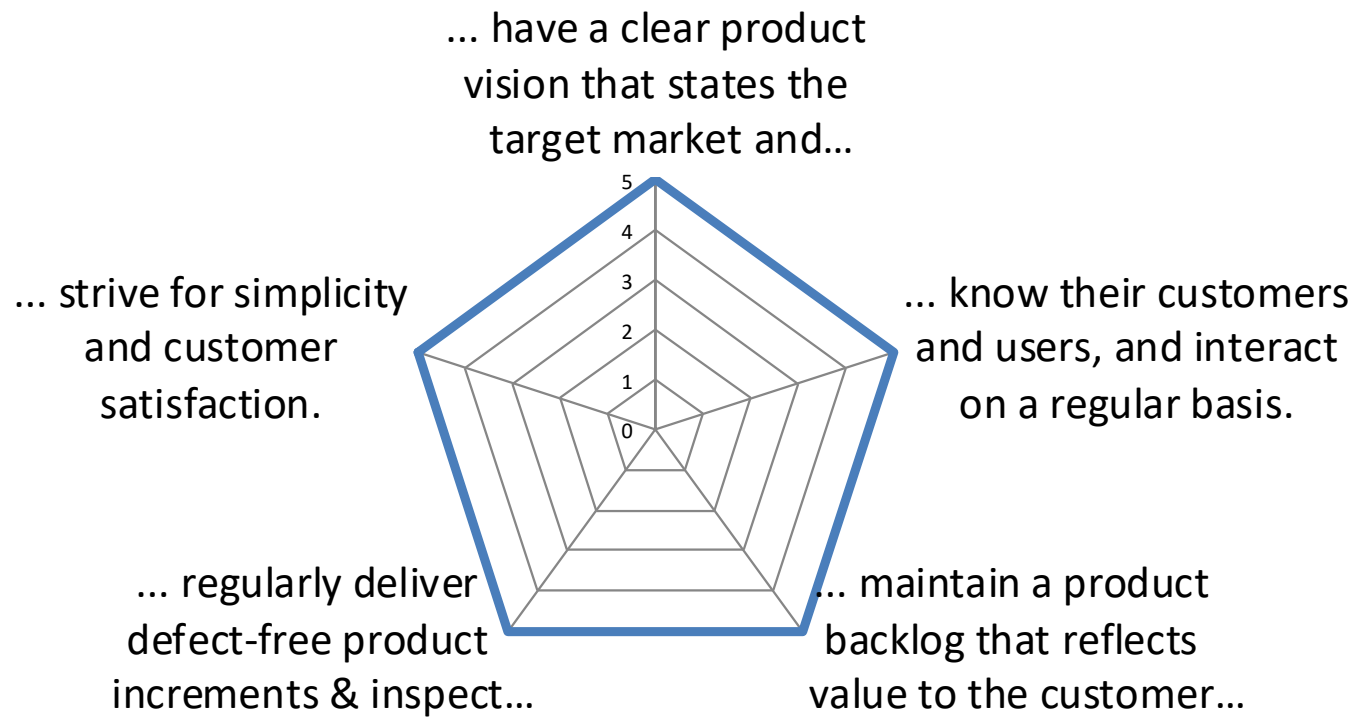 ... have a clear product
vision that states the
target market and...
5
4
3
2
1
0
... strive for simplicity
and customer
satisfaction.
... know their customers
and users, and interact
on a regular basis.
... regularly deliver
defect-free product
increments & inspect...
... maintain a product
backlog that reflects
value to the customer...